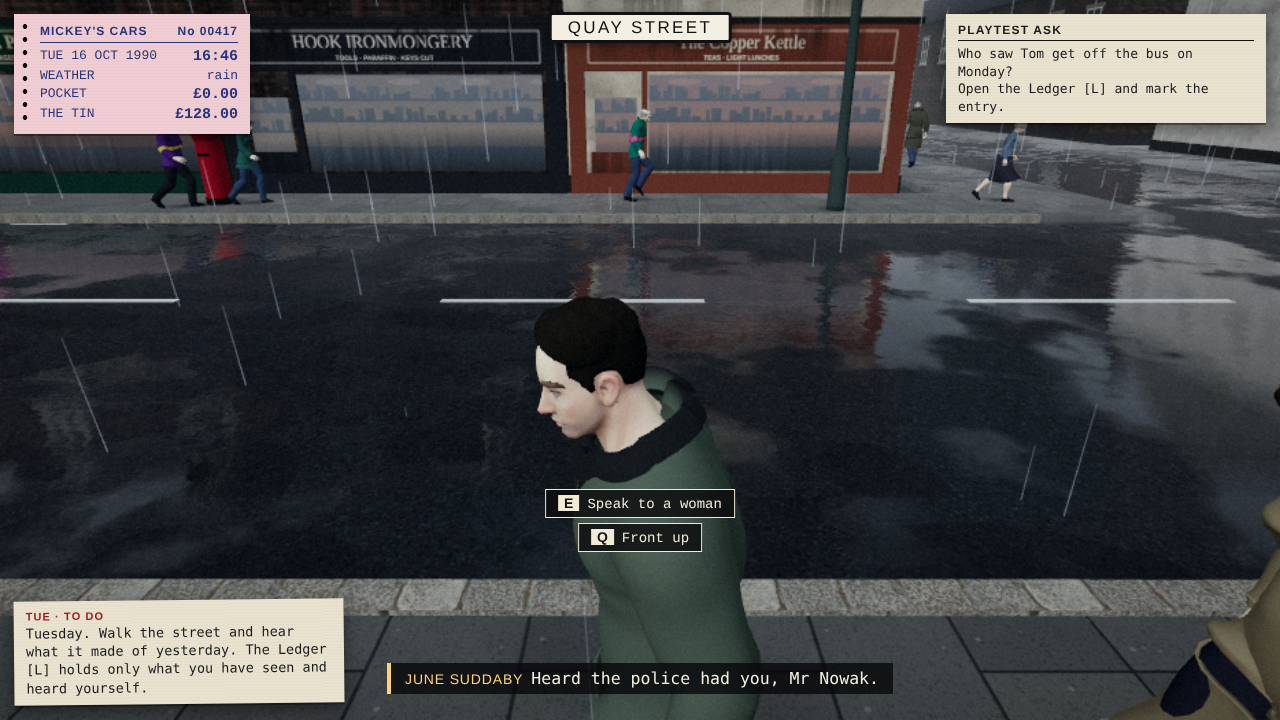 MICKEY'S CARS No 00417
TUE 16 OCT 1990 16:46
WEATHER rain
POCKET £0.00
THE TIN £128.00
QUAY STREET
PLAYTEST ASK
Who saw Tom get off the bus on
Monday?
Open the Ledger [L] and mark the
entry.
HOOK IRONMONGERY
TOOLS · PARAFFIN · KEYS CUT
The Copper Kettle
TEAS · LIGHT LUNCHES
E Speak to a woman
Q Front up
TUE · TO DO
Tuesday. Walk the street and hear
what it made of yesterday. The Ledger
[L] holds only what you have seen and
heard yourself.
JUNE SUDDABY Heard the police had you, Mr Nowak.